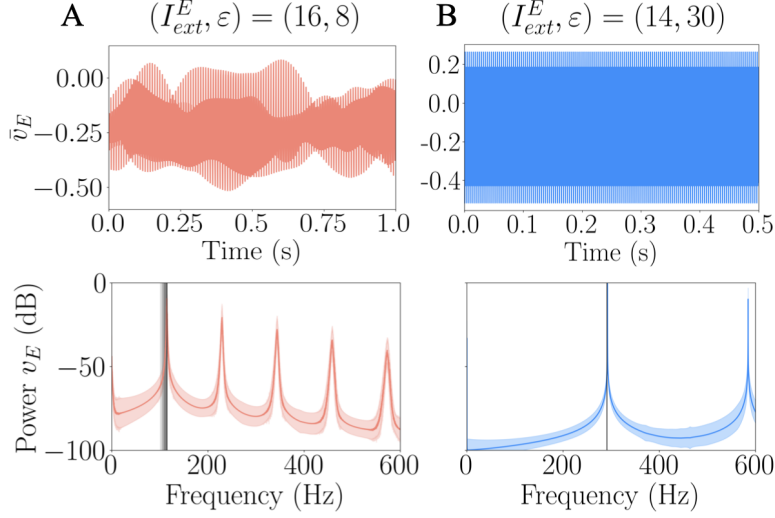 A (I_ext^E, ε) = (16, 8)
B (I_ext^E, ε) = (14, 30)
v̄_E
0.00
−0.25
−0.50
0.0 0.25 0.5 0.75 1.0
Time (s)
0.2
0.0
-0.2
-0.4
0.0 0.1 0.2 0.3 0.4 0.5
Time (s)
Power v_E (dB)
0
−50
−100
0 200 400 600
Frequency (Hz)
0 200 400 600
Frequency (Hz)